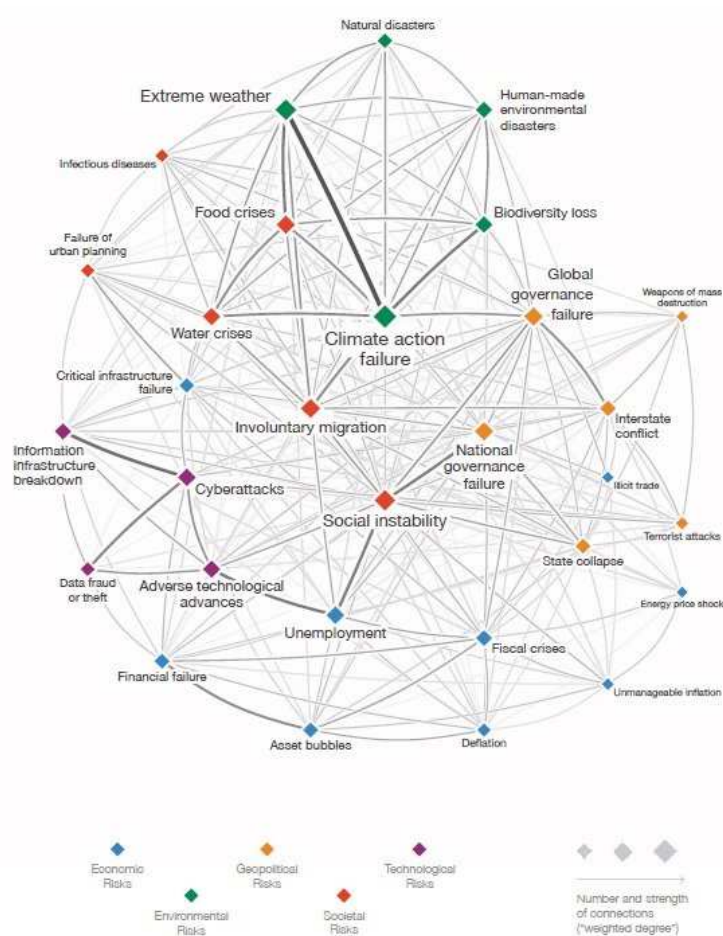 Natural disasters
Extreme weather
Human-made
environmental
disasters
Infectious diseases
Food crises
Biodiversity loss
Failure of
urban planning
Global
governance
failure
Weapons of mass
destruction
Water crises
Climate action
failure
Critical infrastructure
failure
Involuntary migration
Interstate
conflict
Information
infrastructure
breakdown
National
governance
failure
Cyberattacks
Illicit trade
Social instability
Terrorist attacks
State collapse
Data fraud
or theft
Adverse technological
advances
Energy price shock
Unemployment
Fiscal crises
Financial failure
Unmanageable inflation
Asset bubbles
Deflation
Economic
Risks
Geopolitical
Risks
Technological
Risks
Environmental
Risks
Societal
Risks
Number and strength
of connections
("weighted degree")